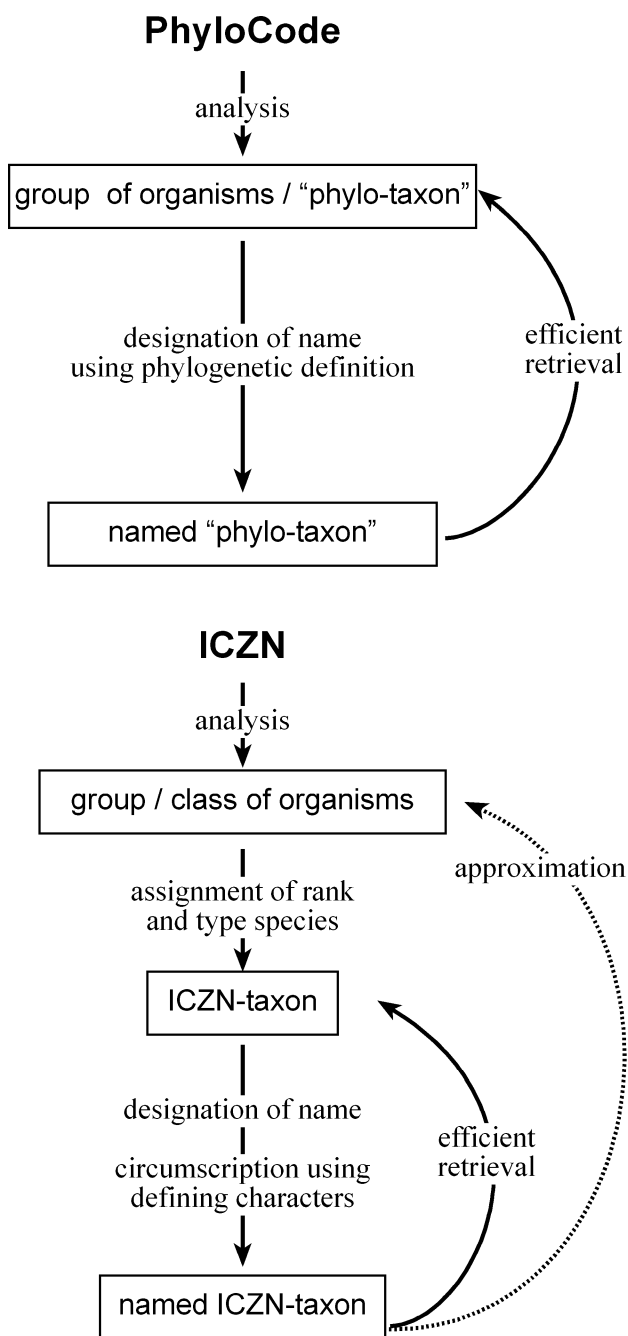 PhyloCode
analysis
group of organisms / “phylo-taxon”
designation of name
using phylogenetic definition
efficient
retrieval
named “phylo-taxon”
ICZN
analysis
group / class of organisms
approximation
assignment of rank
and type species
ICZN-taxon
designation of name
circumscription using
defining characters
efficient
retrieval
named ICZN-taxon